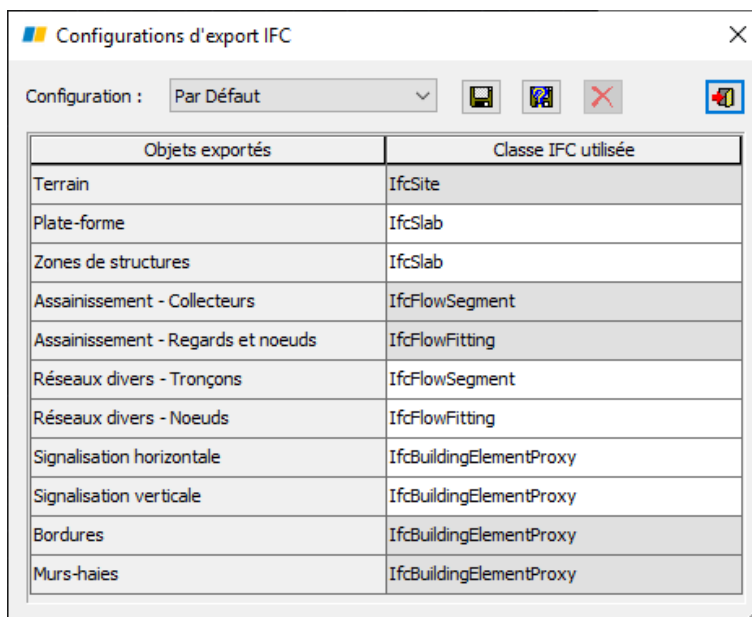 Configurations d'export IFC
Configuration : Par Défaut
Objets exportés Classe IFC utilisée
Terrain IfcSite
Plate-forme IfcSlab
Zones de structures IfcSlab
Assainissement - Collecteurs IfcFlowSegment
Assainissement - Regards et noeuds IfcFlowFitting
Réseaux divers - Tronçons IfcFlowSegment
Réseaux divers - Noeuds IfcFlowFitting
Signalisation horizontale IfcBuildingElementProxy
Signalisation verticale IfcBuildingElementProxy
Bordures IfcBuildingElementProxy
Murs-haies IfcBuildingElementProxy